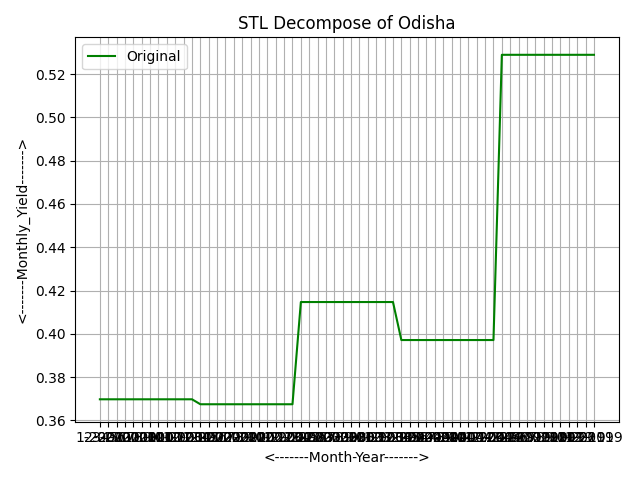 STL Decompose of Odisha
Original
<-------Monthly_Yield------->
0.52
0.50
0.48
0.46
0.44
0.42
0.40
0.38
0.36
<-------Month-Year------->